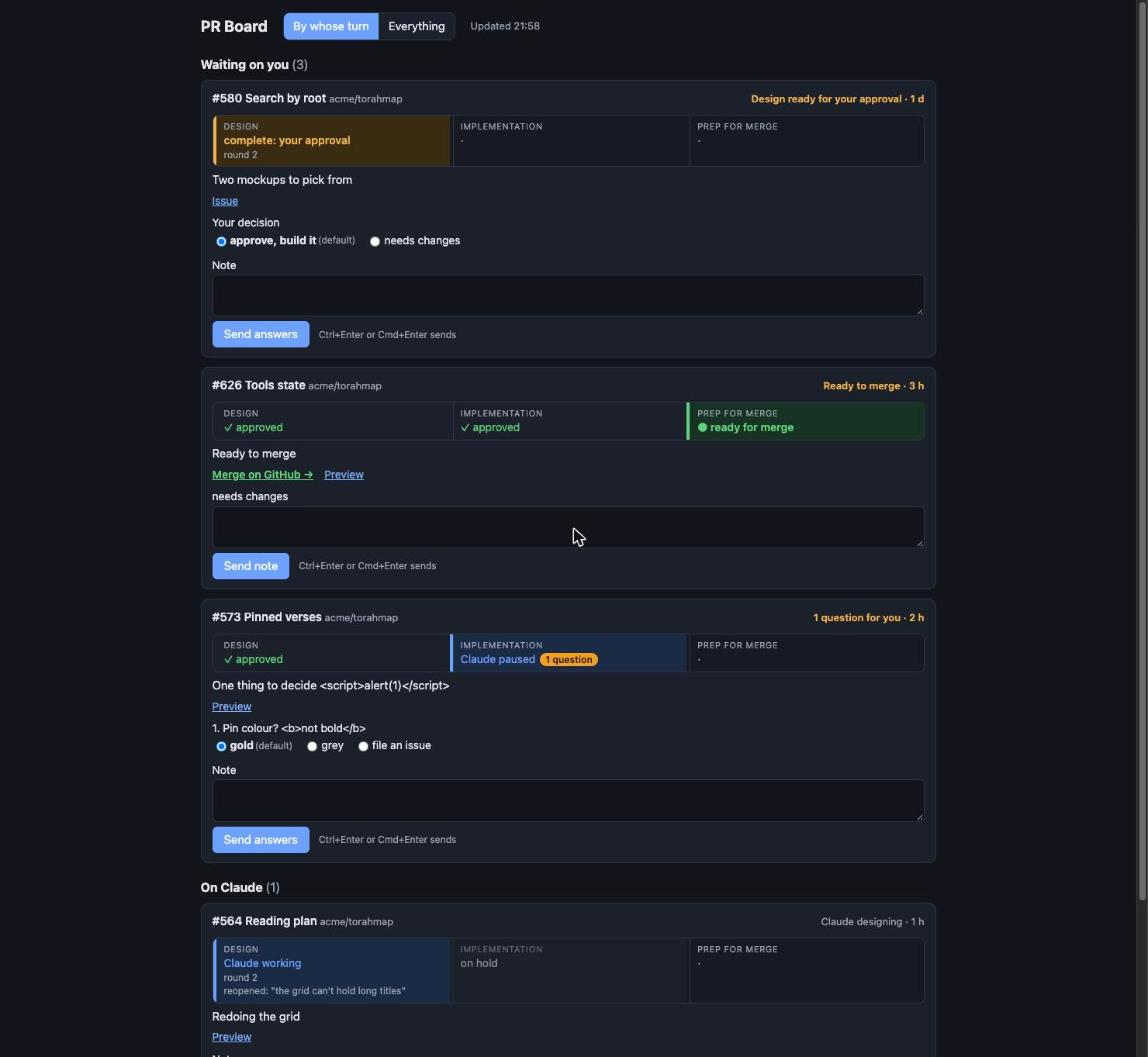 PR Board By whose turn Everything Updated 21:58
Waiting on you (3)
#580 Search by root acme/torahmap Design ready for your approval · 1 d
DESIGN IMPLEMENTATION PREP FOR MERGE
complete: your approval · ·
round 2
Two mockups to pick from
Issue
Your decision
approve, build it (default) needs changes
Note
Send answers Ctrl+Enter or Cmd+Enter sends
#626 Tools state acme/torahmap Ready to merge · 3 h
DESIGN IMPLEMENTATION PREP FOR MERGE
✓ approved ✓ approved ready for merge
Ready to merge
Merge on GitHub → Preview
needs changes
Send note Ctrl+Enter or Cmd+Enter sends
#573 Pinned verses acme/torahmap 1 question for you · 2 h
DESIGN IMPLEMENTATION PREP FOR MERGE
✓ approved Claude paused 1 question ·
One thing to decide <script>alert(1)</script>
Preview
1. Pin colour? <b>not bold</b>
gold (default) grey file an issue
Note
Send answers Ctrl+Enter or Cmd+Enter sends
On Claude (1)
#564 Reading plan acme/torahmap Claude designing · 1 h
DESIGN IMPLEMENTATION PREP FOR MERGE
Claude working on hold ·
round 2
reopened: "the grid can't hold long titles"
Redoing the grid
Preview